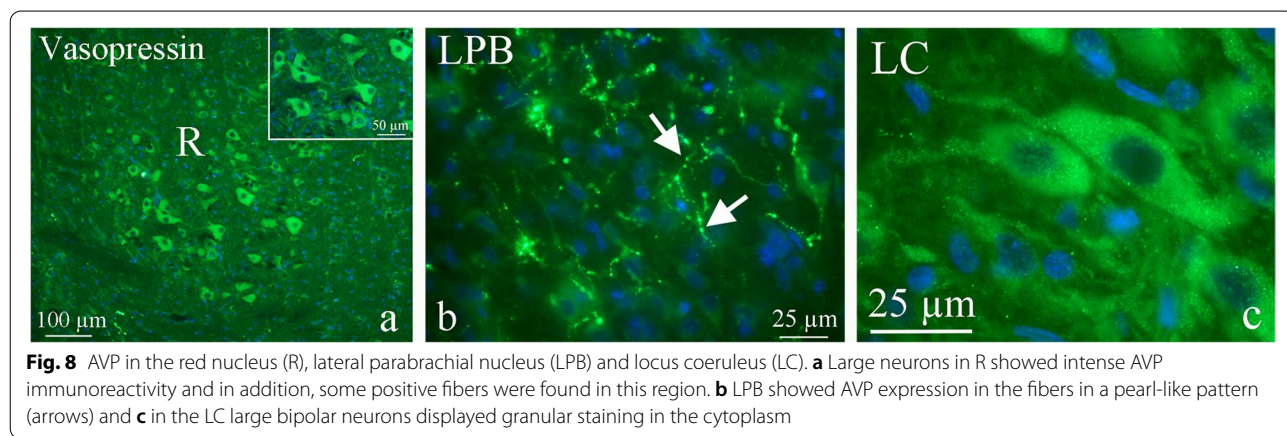 Vasopressin
R
50 µm
100 µm
a
LPB
b
25 µm
LC
25 µm
c
Fig. 8 AVP in the red nucleus (R), lateral parabrachial nucleus (LPB) and locus coeruleus (LC). a Large neurons in R showed intense AVP
immunoreactivity and in addition, some positive fibers were found in this region. b LPB showed AVP expression in the fibers in a pearl-like pattern
(arrows) and c in the LC large bipolar neurons displayed granular staining in the cytoplasm